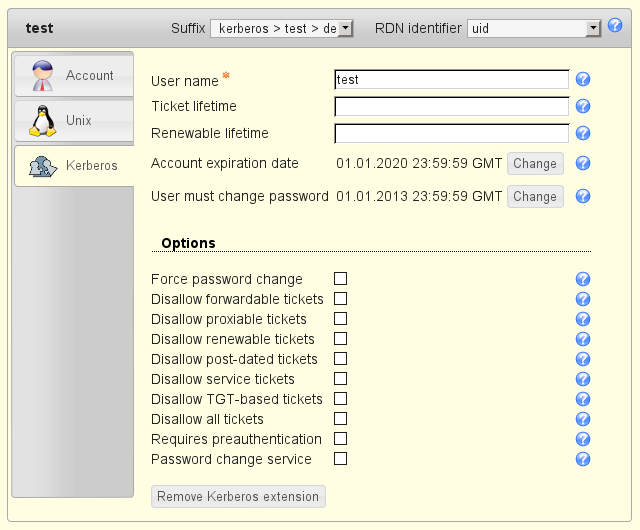 test Suffix kerberos > test > de RDN identifier uid
Account
Unix
Kerberos
User name * test
Ticket lifetime
Renewable lifetime
Account expiration date 01.01.2020 23:59:59 GMT Change
User must change password 01.01.2013 23:59:59 GMT Change
Options
Force password change
Disallow forwardable tickets
Disallow proxiable tickets
Disallow renewable tickets
Disallow post-dated tickets
Disallow service tickets
Disallow TGT-based tickets
Disallow all tickets
Requires preauthentication
Password change service
Remove Kerberos extension